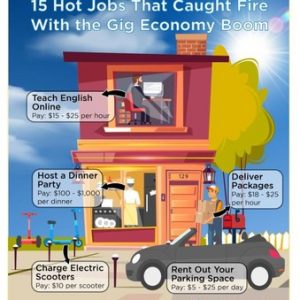 15 Hot Jobs That Caught Fire
With the Gig Economy Boom
Teach English
Online
Pay: $15 - $25 per hour
Host a Dinner
Party
Pay: $100 - $1,000
per dinner
129
Deliver
Packages
Pay: $18 - $25
per hour
Charge Electric
Scooters
Pay: $10 per scooter
Rent Out Your
Parking Space
Pay: $5 - $25 per day